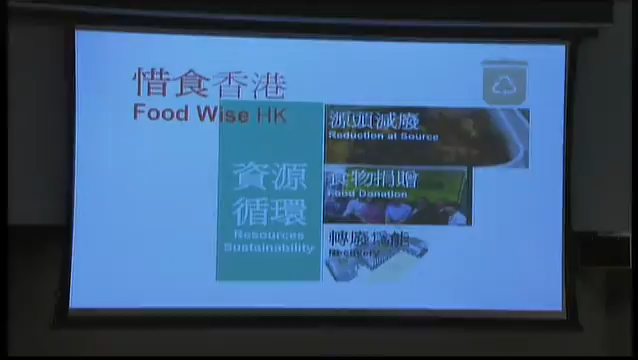 惜食香港
Food Wise HK
源頭減廢
Reduction at Source
資源
循環
Resources
Sustainability
食物捐贈
Food Donation
轉廢為能
Recovery